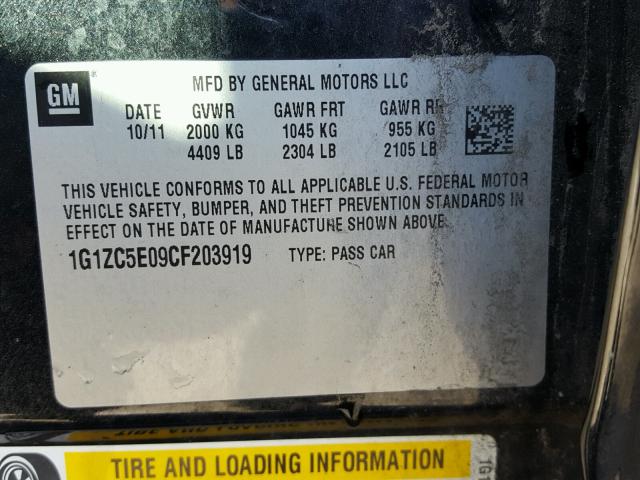 GM
MFD BY GENERAL MOTORS LLC
DATE GVWR GAWR FRT GAWR RR
10/11 2000 KG 1045 KG 955 KG
4409 LB 2304 LB 2105 LB
THIS VEHICLE CONFORMS TO ALL APPLICABLE U.S. FEDERAL MOTOR
VEHICLE SAFETY, BUMPER, AND THEFT PREVENTION STANDARDS IN
EFFECT ON THE DATE OF MANUFACTURE SHOWN ABOVE.
1G1ZC5E09CF203919 TYPE: PASS CAR
TIRE AND LOADING INFORMATION